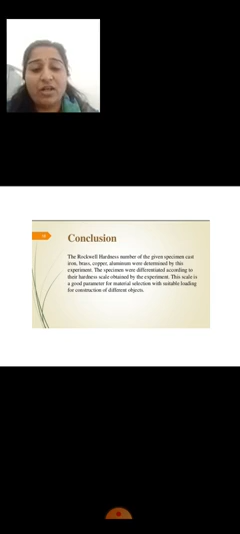 Conclusion
The Rockwell Hardness number of the given specimen cast
iron, brass, copper, aluminum were determined by this
experiment. The specimen were differentiated according to
their hardness scale obtained by the experiment. This scale is
a good parameter for material selection with suitable loading
for construction of different objects.